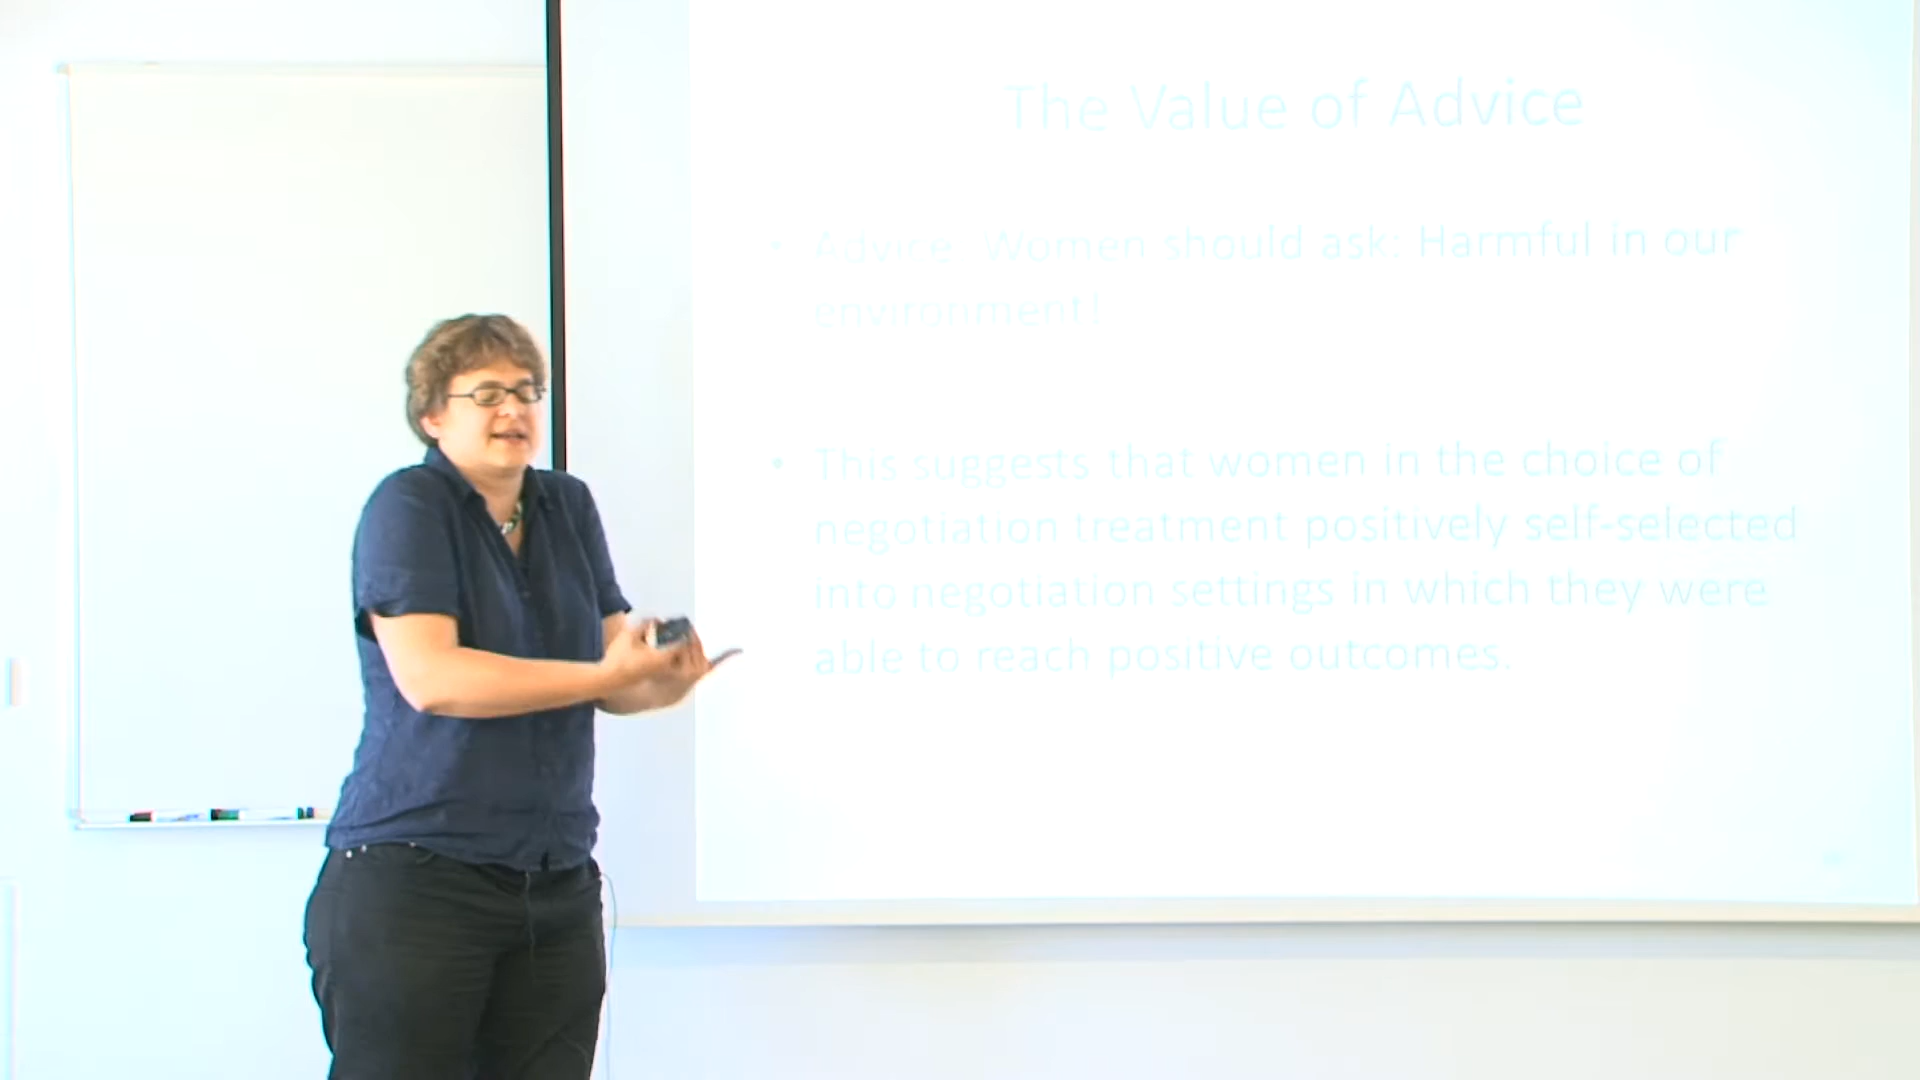 The Value of Advice
• Advice: Women should ask: Harmful in our
environment!
• This suggests that women in the choice of
negotiation treatment positively self-selected
into negotiation settings in which they were
able to reach positive outcomes.